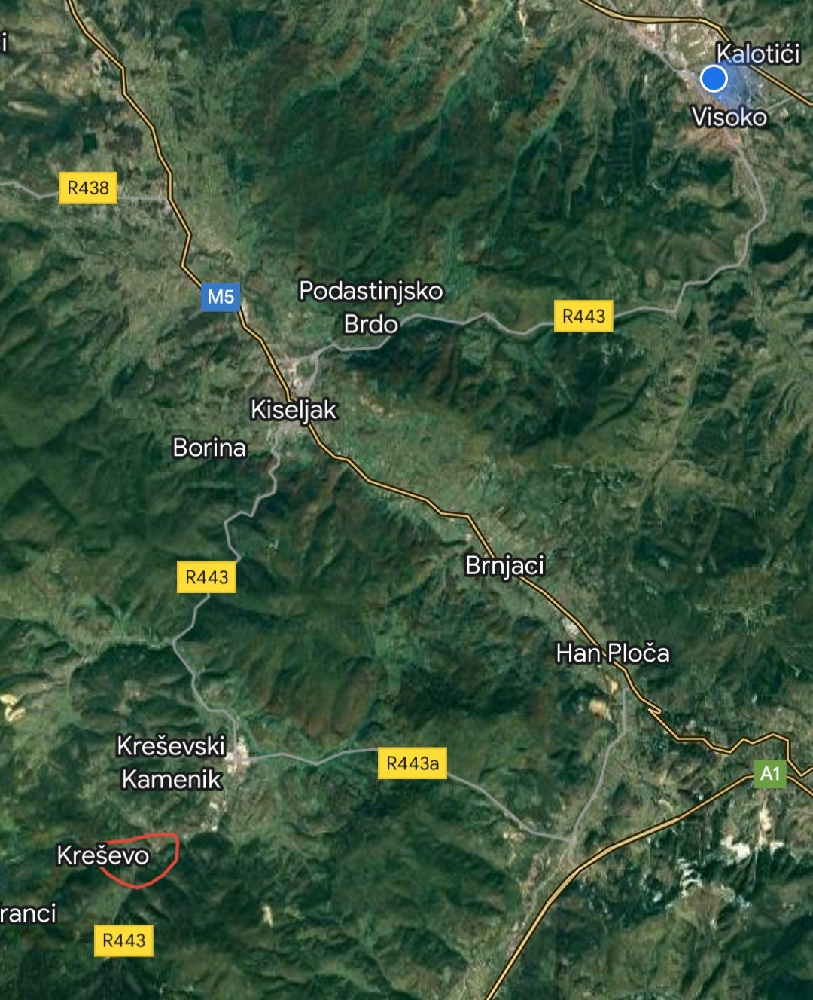 ći
Kalotići
Visoko
R438
M5
Podastinjsko
Brdo
R443
Kiseljak
Borina
R443
Brnjaci
Han Ploča
Kreševski
Kamenik
R443a
A1
Kreševo
ranci
R443